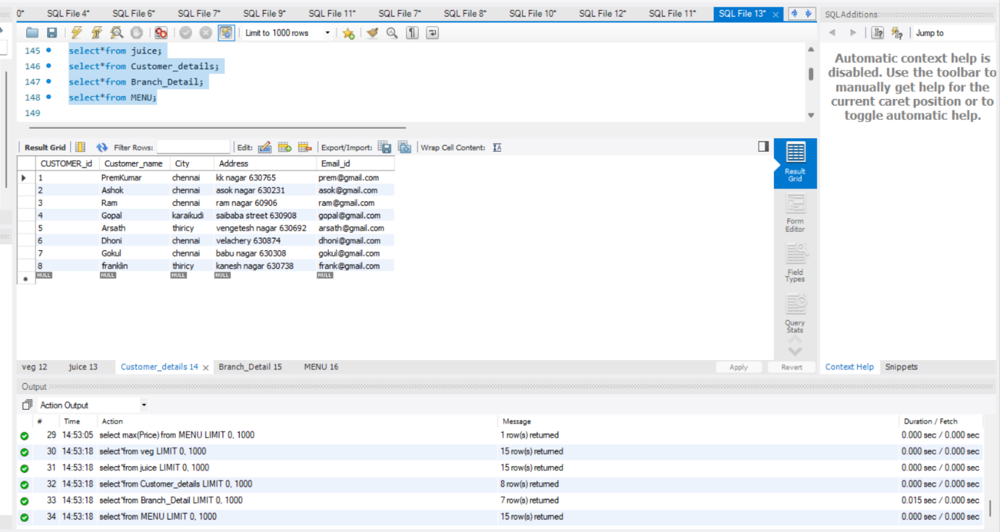 0* SQL File 4* SQL File 6* SQL File 7* SQL File 9* SQL File 11* SQL File 7* SQL File 8* SQL File 10* SQL File 12* SQL File 11* SQL File 13*
SQLAdditions
Limit to 1000 rows
Jump to
145 select*from juice;
146 select*from Customer_details;
147 select*from Branch_Detail;
148 select*from MENU;
149
Automatic context help is
disabled. Use the toolbar to
manually get help for the
current caret position or to
toggle automatic help.
Result Grid Filter Rows: Edit: Export/Import: Wrap Cell Content:
CUSTOMER_id Customer_name City Address Email_id
1 PremKumar chennai kk nagar 630765 prem@gmail.com
2 Ashok chennai asok nagar 630231 asok@gmail.com
3 Ram chennai ram nagar 60906 ram@gmail.com
4 Gopal karaikudi saibaba street 630908 gopal@gmail.com
5 Arsath thiricy vengetesh nagar 630692 arsath@gmail.com
6 Dhoni chennai velachery 630874 dhoni@gmail.com
7 Gokul chennai babu nagar 630308 gokul@gmail.com
8 franklin thiricy kanesh nagar 630738 frank@gmail.com
NULL NULL NULL NULL NULL
Result
Grid
Form
Editor
Field
Types
Query
Stats
veg 12 juice 13 Customer_details 14 Branch_Detail 15 MENU 16
Apply Revert
Context Help Snippets
Output
Action Output
# Time Action Message Duration / Fetch
29 14:53:05 select max(Price) from MENU LIMIT 0, 1000 1 row(s) returned 0.000 sec / 0.000 sec
30 14:53:18 select*from veg LIMIT 0, 1000 15 row(s) returned 0.000 sec / 0.000 sec
31 14:53:18 select*from juice LIMIT 0, 1000 15 row(s) returned 0.000 sec / 0.000 sec
32 14:53:18 select*from Customer_details LIMIT 0, 1000 8 row(s) returned 0.000 sec / 0.000 sec
33 14:53:18 select*from Branch_Detail LIMIT 0, 1000 7 row(s) returned 0.015 sec / 0.000 sec
34 14:53:18 select*from MENU LIMIT 0, 1000 15 row(s) returned 0.000 sec / 0.000 sec